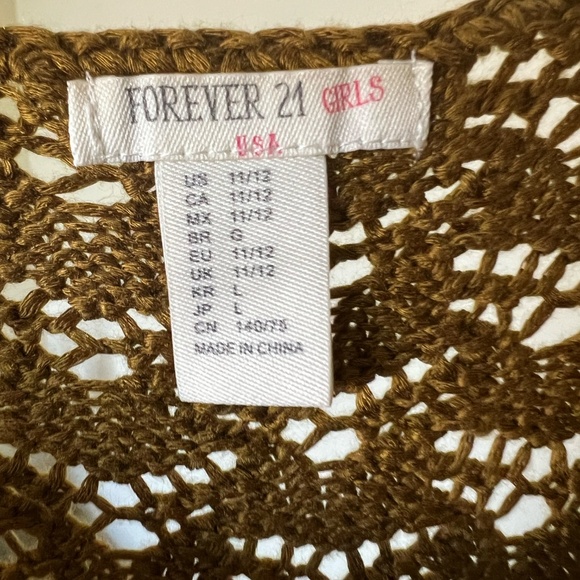 FOREVER 21 GIRLS
USA
US 11/12
CA 11/12
MX 11/12
BR G
EU 11/12
UK 11/12
KR L
JP L
CN 140/75
MADE IN CHINA